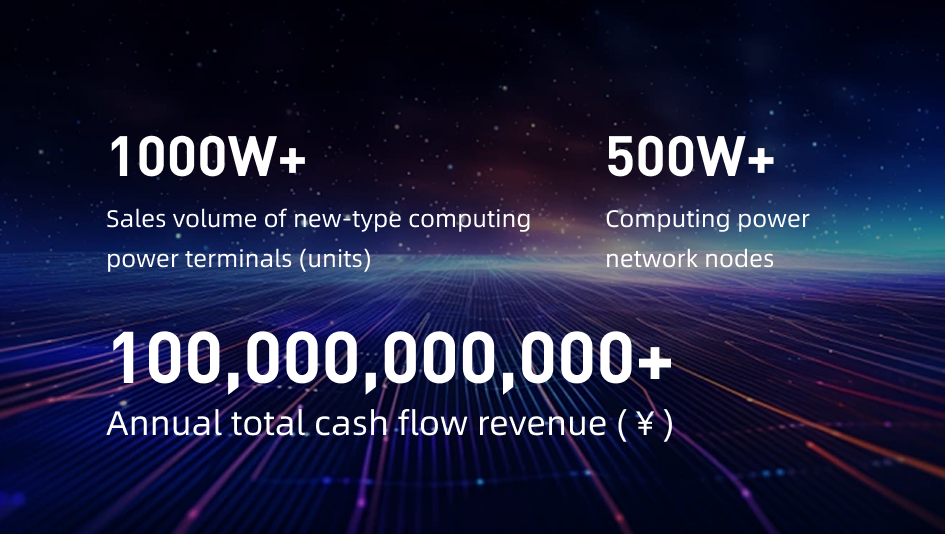 1000W+
Sales volume of new-type computing
power terminals (units)
500W+
Computing power
network nodes
100,000,000,000+
Annual total cash flow revenue (¥)